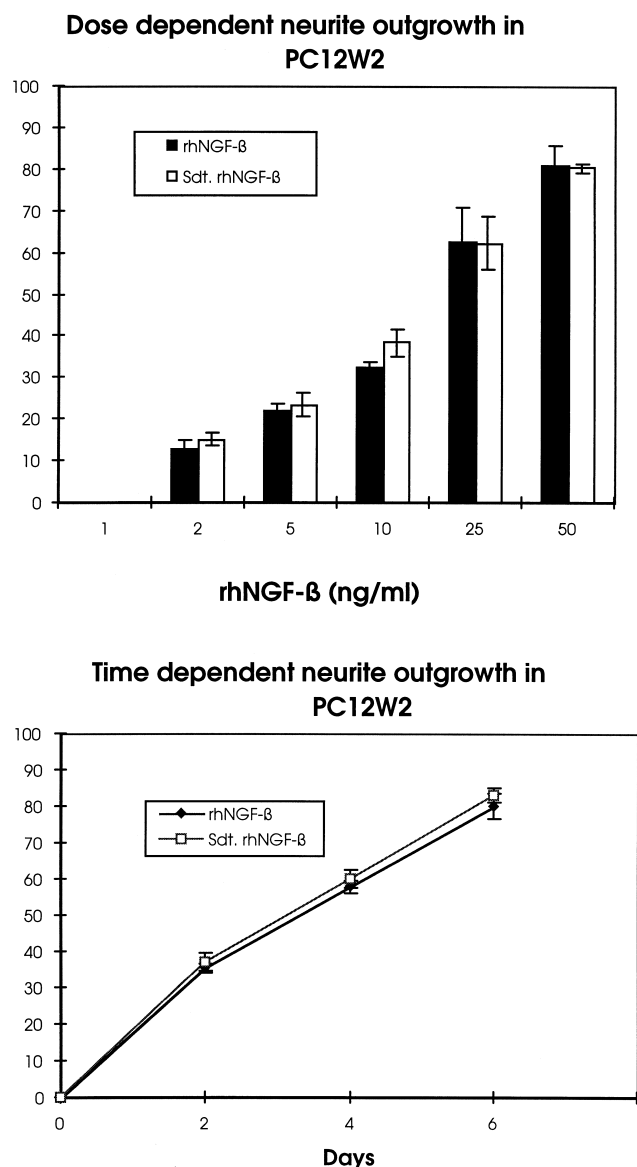 Dose dependent neurite outgrowth in
PC12W2
100
90
80
70
60
50
40
30
20
10
0
rhNGF-ß
Sdt. rhNGF-ß
1 2 5 10 25 50
rhNGF-ß (ng/ml)
Time dependent neurite outgrowth in
PC12W2
100
90
80
70
60
50
40
30
20
10
0
rhNGF-ß
Sdt. rhNGF-ß
0 2 4 6
Days